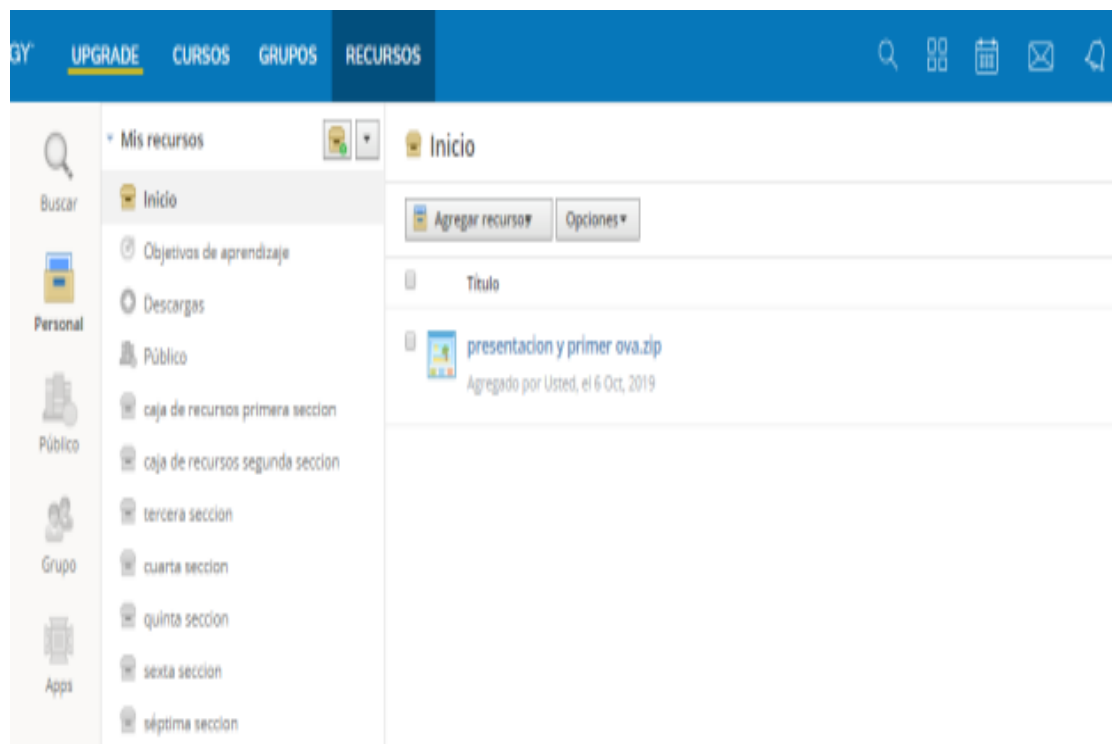 GY UPGRADE CURSOS GRUPOS RECURSOS
Buscar
Personal
Público
Grupo
Apps
Mis recursos
Inicio
Objetivos de aprendizaje
Descargas
Público
caja de recursos primera seccion
caja de recursos segunda seccion
tercera seccion
cuarta seccion
quinta seccion
sexta seccion
séptima seccion
Inicio
Agregar recurso Opciones
Título
presentacion y primer ova.zip
Agregado por Usted, el 6 Oct, 2019